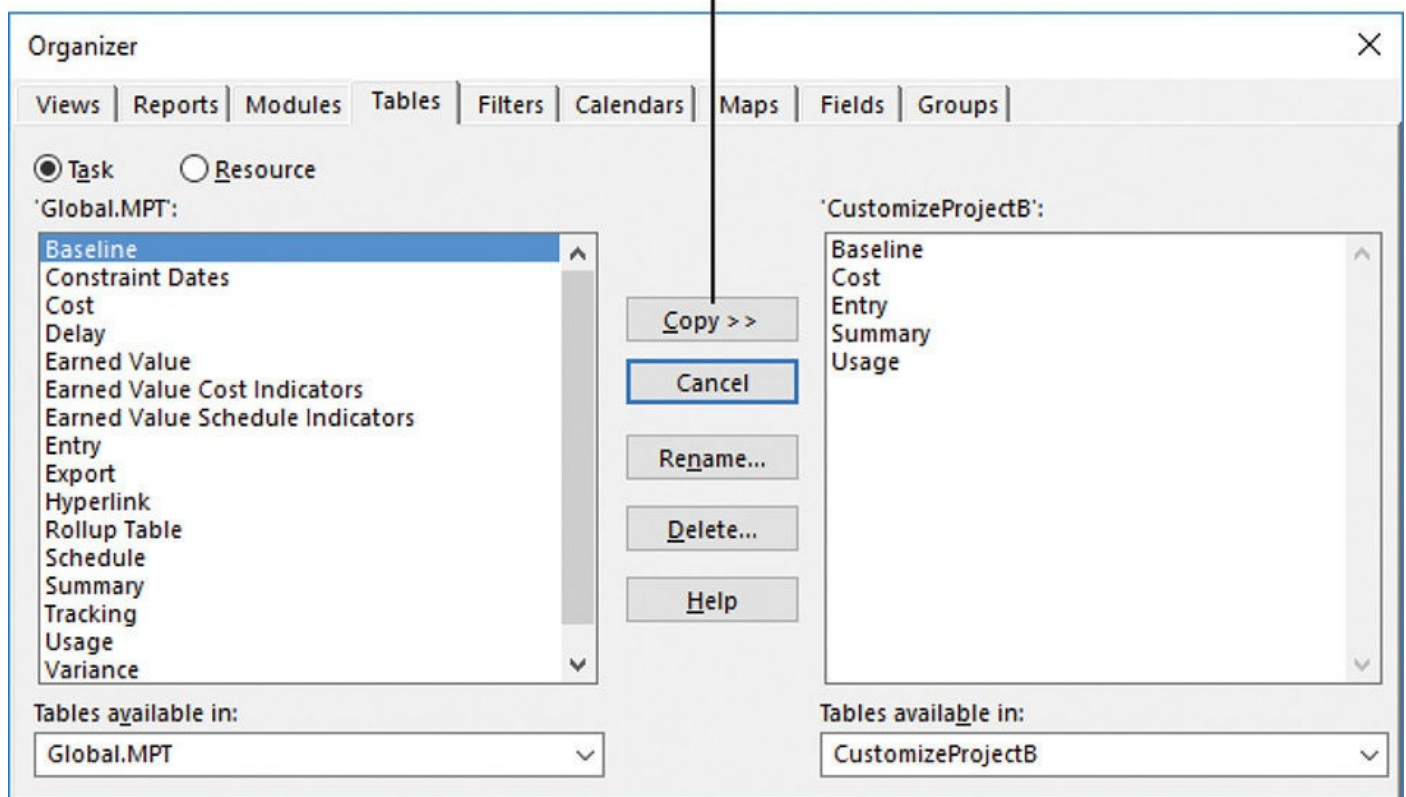 Organizer
Views Reports Modules Tables Filters Calendars Maps Fields Groups
Task Resource
'Global.MPT':
Baseline
Constraint Dates
Cost
Delay
Earned Value
Earned Value Cost Indicators
Earned Value Schedule Indicators
Entry
Export
Hyperlink
Rollup Table
Schedule
Summary
Tracking
Usage
Variance
Tables available in:
Global.MPT
Copy >>
Cancel
Rename...
Delete...
Help
'CustomizeProjectB':
Baseline
Cost
Entry
Summary
Usage
Tables available in:
CustomizeProjectB